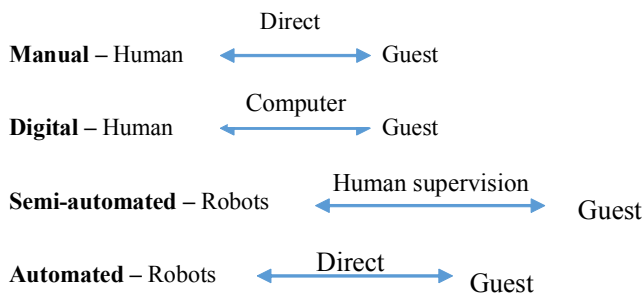 Direct
Manual – Human Guest
Computer
Digital – Human Guest
Human supervision
Semi-automated – Robots Guest
Automated – Robots Direct Guest